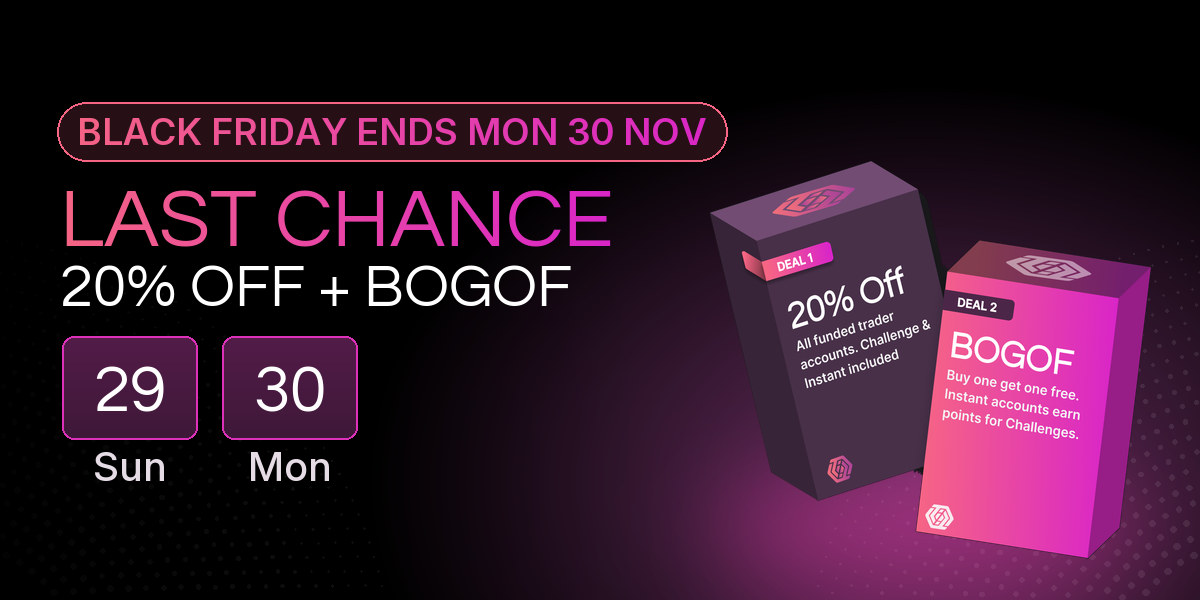 BLACK FRIDAY ENDS MON 30 NOV
LAST CHANCE
20% OFF + BOGOF
29
Sun
30
Mon
DEAL 1
20% Off
All funded trader
accounts. Challenge &
Instant included
DEAL 2
BOGOF
Buy one get one free.
Instant accounts earn
points for Challenges.